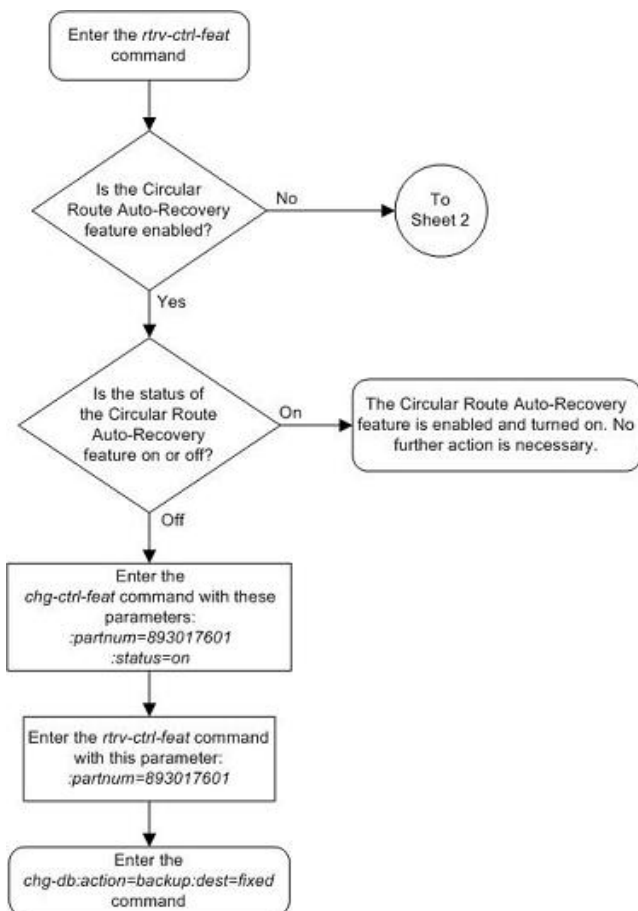 Enter the rtrv-ctrl-feat
command
Is the Circular
Route Auto-Recovery
feature enabled?
No
To
Sheet 2
Yes
Is the status of
the Circular Route
Auto-Recovery
feature on or off?
On
The Circular Route Auto-Recovery
feature is enabled and turned on. No
further action is necessary.
Off
Enter the
chg-ctrl-feat command with these
parameters:
:partnum=893017601
:status=on
Enter the rtrv-ctrl-feat command
with this parameter:
:partnum=893017601
Enter the
chg-db:action=backup:dest=fixed
command